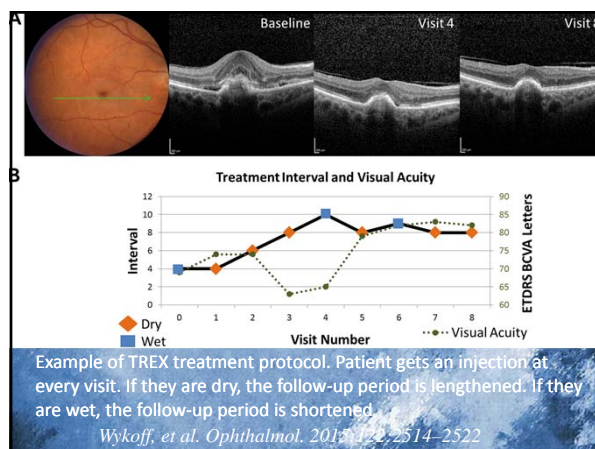 A
Baseline
Visit 4
Visit 8
B
Treatment Interval and Visual Acuity
12
10
8
6
4
2
0
Interval
90
85
80
75
70
65
60
ETDRS BCVA Letters
0 1 2 3 4 5 6 7 8
Visit Number
Dry
Wet
Visual Acuity
Example of TREX treatment protocol. Patient gets an injection at
every visit. If they are dry, the follow-up period is lengthened. If they
are wet, the follow-up period is shortened.
Wykoff, et al. Ophthalmol. 2015;122:2514–2522